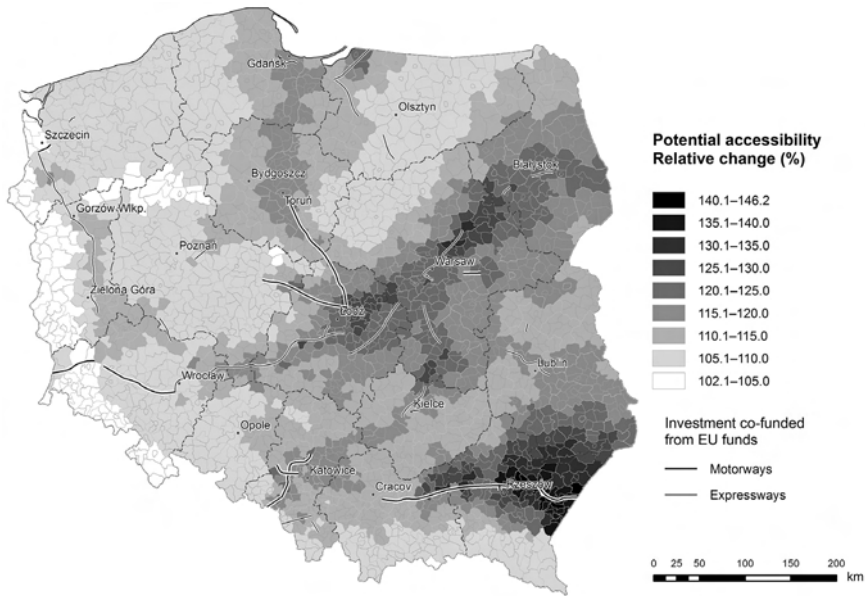 Gdańsk
Olsztyn
Szczecin
Białystok
Bydgoszcz
Toruń
Gorzów Wlkp.
Poznań
Warsaw
Zielona Góra
Łódź
Wrocław
Lublin
Kielce
Opole
Katowice
Cracov
Rzeszów
Potential accessibility
Relative change (%)
140.1–146.2
135.1–140.0
130.1–135.0
125.1–130.0
120.1–125.0
115.1–120.0
110.1–115.0
105.1–110.0
102.1–105.0
Investment co-funded
from EU funds
Motorways
Expressways
0 25 50 100 150 200
km